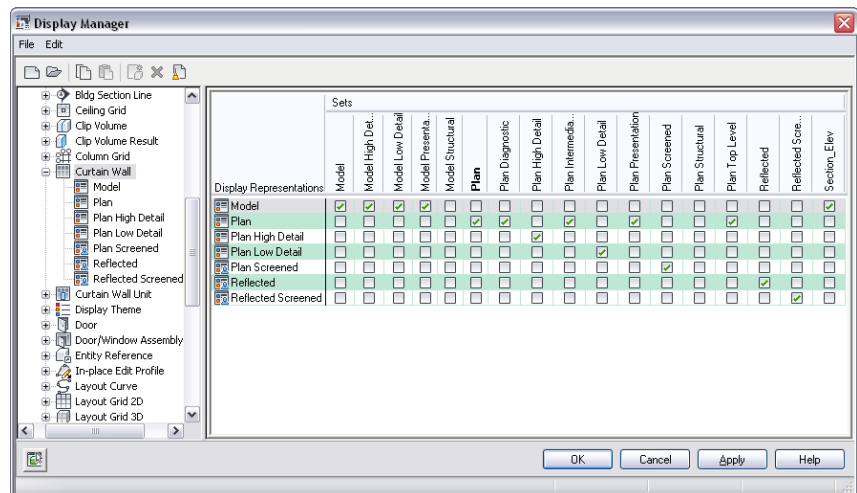 Display Manager
File Edit
Bldg Section Line
Ceiling Grid
Clip Volume
Clip Volume Result
Column Grid
Curtain Wall
Model
Plan
Plan High Detail
Plan Low Detail
Plan Screened
Reflected
Reflected Screened
Curtain Wall Unit
Display Theme
Door
Door/Window Assembly
Entity Reference
In-place Edit Profile
Layout Curve
Layout Grid 2D
Layout Grid 3D
Sets
Display Representations
Model
Model High Det...
Model Low Detail
Model Presenta...
Model Structural
Plan
Plan Diagnostic
Plan High Detail
Plan Intermedia...
Plan Low Detail
Plan Presentation
Plan Screened
Plan Structural
Plan Top Level
Reflected
Reflected Scre...
Section_Elev
Model
Plan
Plan High Detail
Plan Low Detail
Plan Screened
Reflected
Reflected Screened
OK Cancel Apply Help